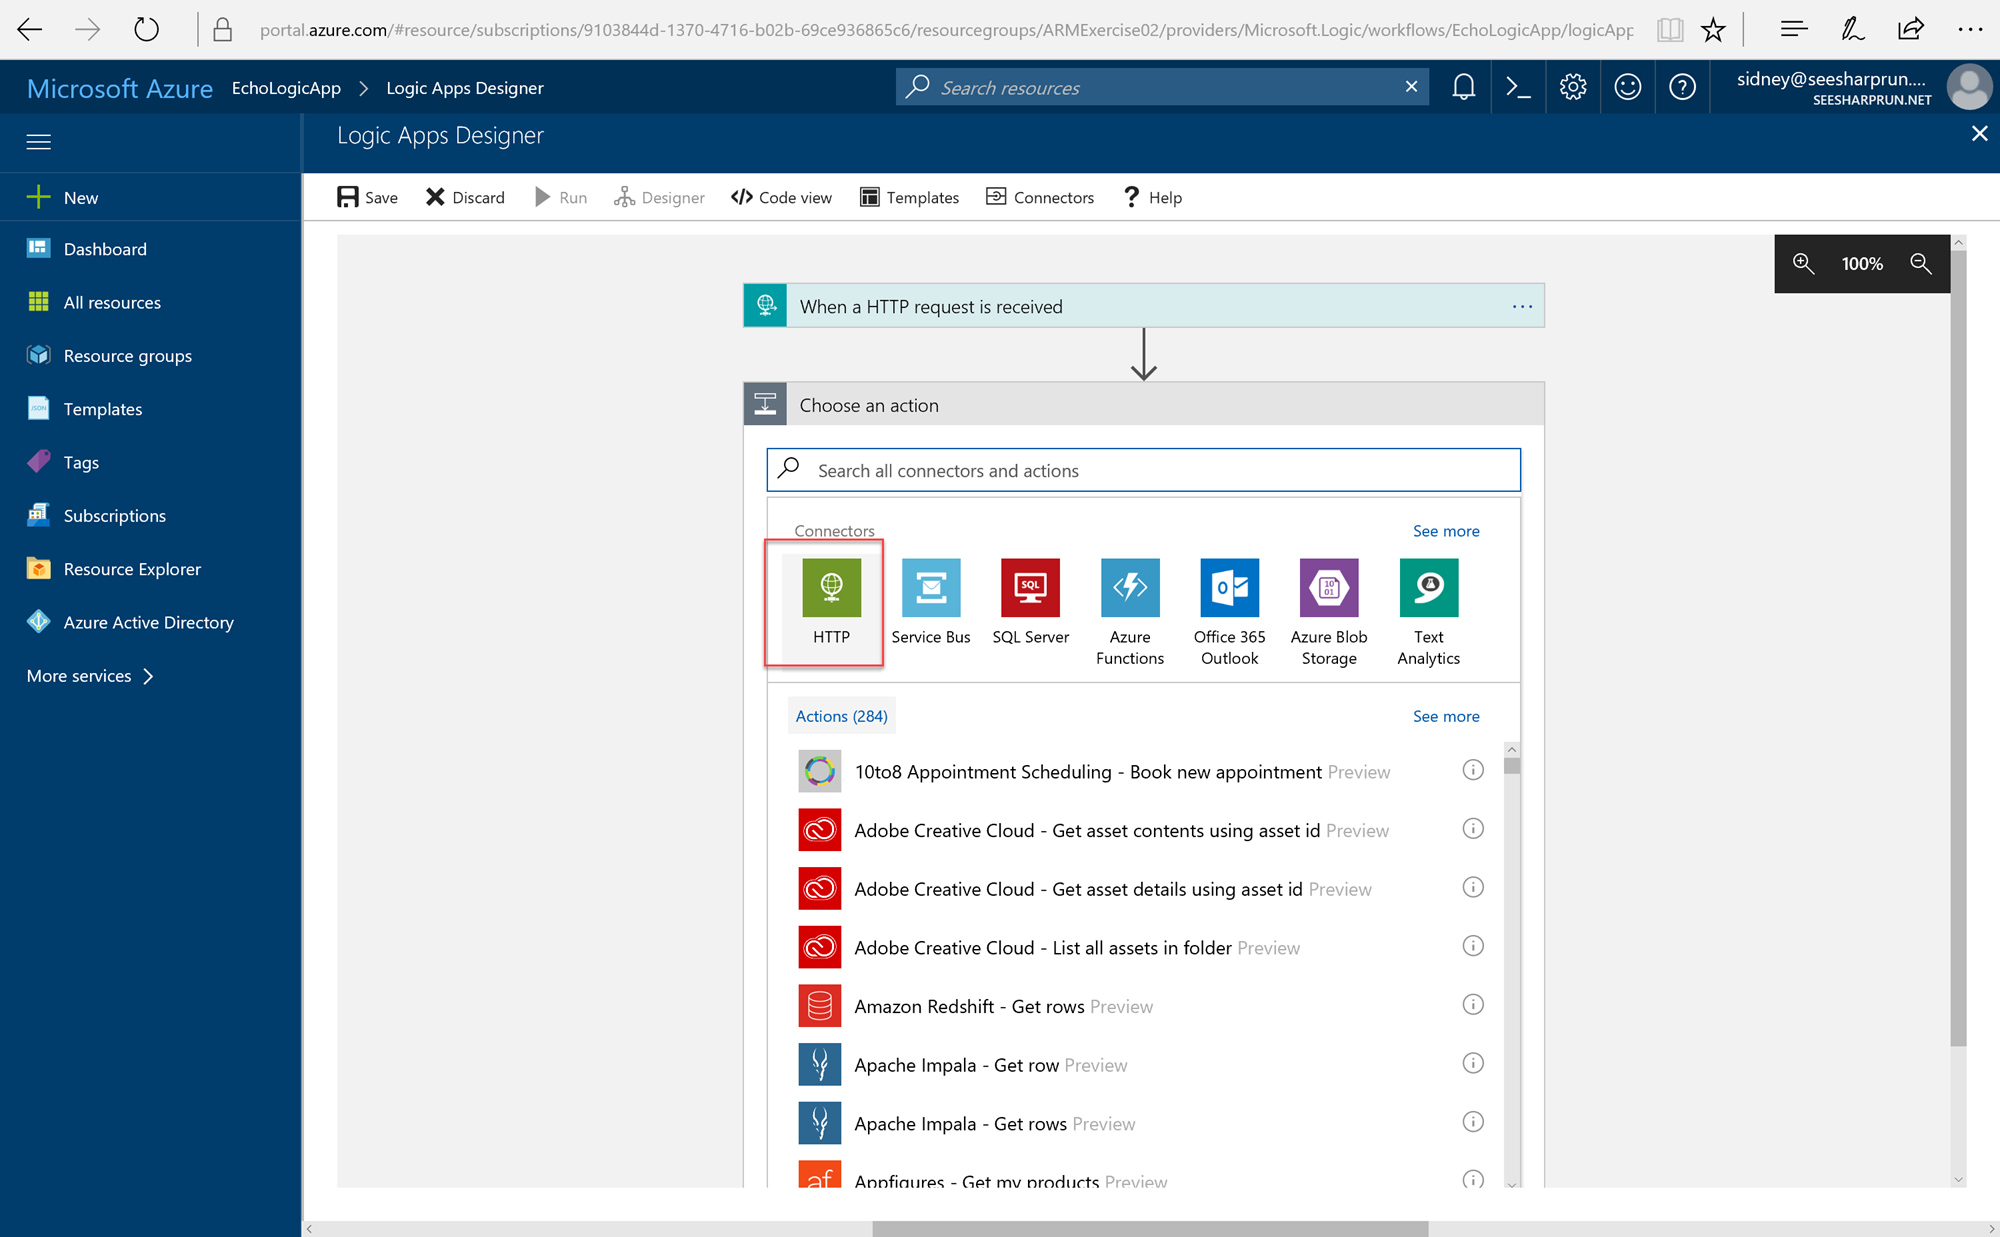 portal.azure.com/#resource/subscriptions/9103844d-1370-4716-b02b-69ce936865c6/resourcegroups/ARMExercise02/providers/Microsoft.Logic/workflows/EchoLogicApp/logicApp
Microsoft Azure EchoLogicApp > Logic Apps Designer
Search resources
sidney@seesharprun....
SEESHARPRUN.NET
Logic Apps Designer
New
Dashboard
All resources
Resource groups
Templates
JSON
Tags
Subscriptions
Resource Explorer
Azure Active Directory
More services
Save Discard Run Designer Code view Templates Connectors Help
100%
When a HTTP request is received
Choose an action
Search all connectors and actions
Connectors See more
SQL
10
01
HTTP
Service Bus
SQL Server
Azure
Functions
Office 365
Outlook
Azure Blob
Storage
Text
Analytics
Actions (284) See more
10to8 Appointment Scheduling - Book new appointment Preview
Adobe Creative Cloud - Get asset contents using asset id Preview
Adobe Creative Cloud - Get asset details using asset id Preview
Adobe Creative Cloud - List all assets in folder Preview
Amazon Redshift - Get rows Preview
Apache Impala - Get row Preview
Apache Impala - Get rows Preview
af Appfigures - Get my products Preview